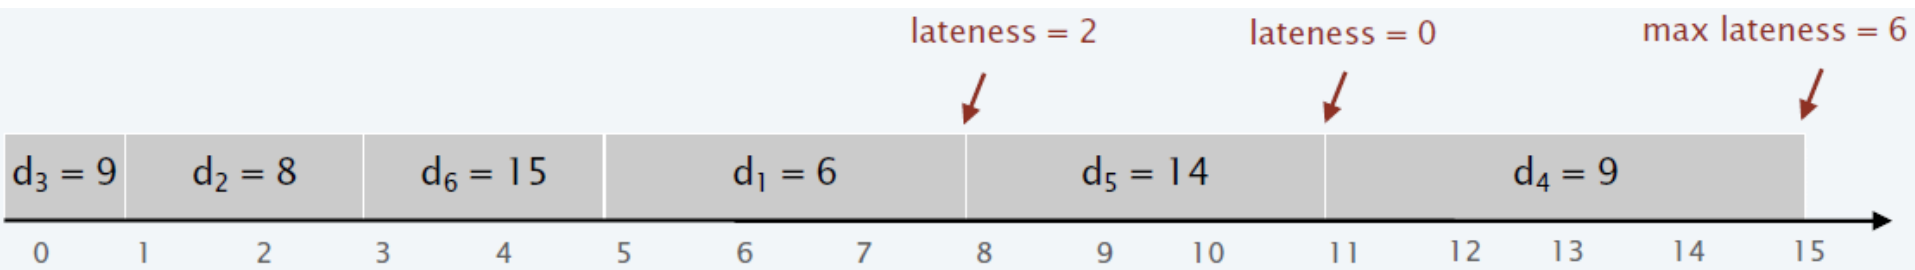 lateness = 2 lateness = 0 max lateness = 6
d₃ = 9 d₂ = 8 d₆ = 15 d₁ = 6 d₅ = 14 d₄ = 9
0 1 2 3 4 5 6 7 8 9 10 11 12 13 14 15